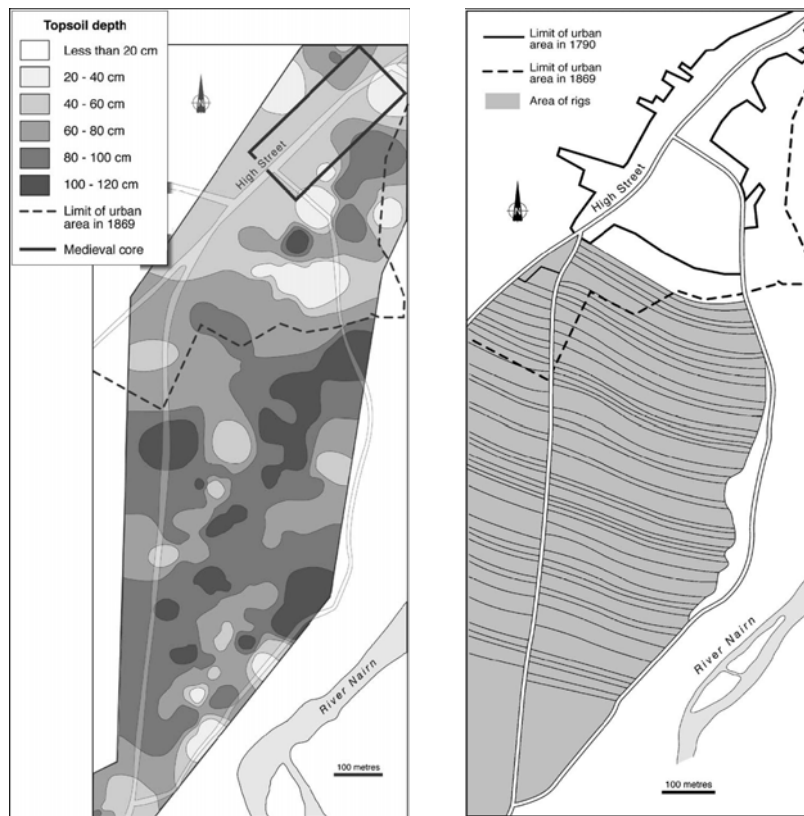 Topsoil depth
Less than 20 cm
20 - 40 cm
40 - 60 cm
60 - 80 cm
80 - 100 cm
100 - 120 cm
Limit of urban
area in 1869
Medieval core
High Street
River Nairn
100 metres
Limit of urban
area in 1790
Limit of urban
area in 1869
Area of rigs
High Street
River Nairn
100 metres